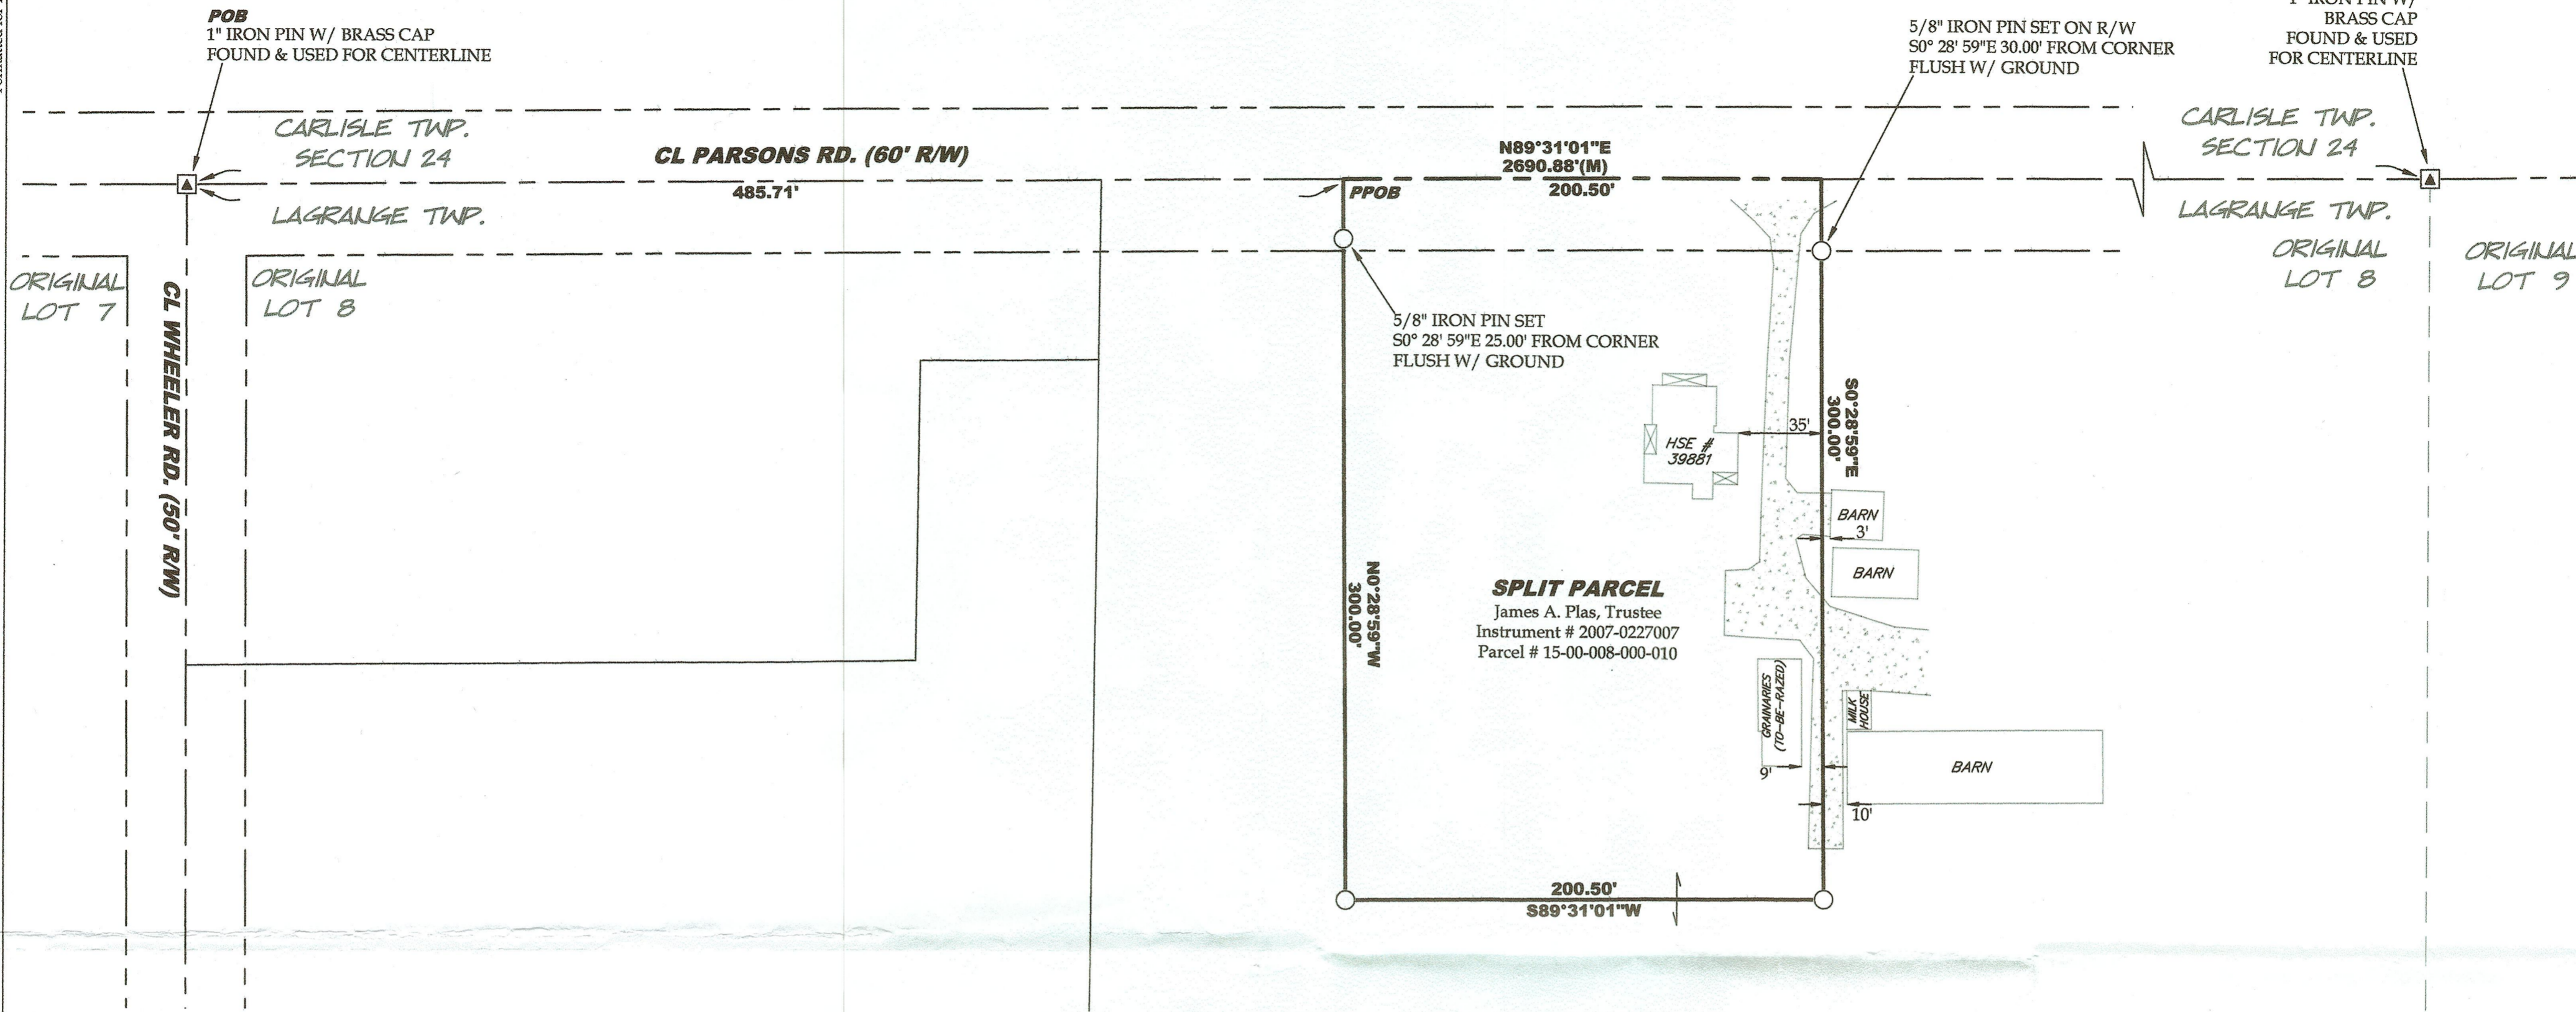 POB
1" IRON PIN W/ BRASS CAP
FOUND & USED FOR CENTERLINE
5/8" IRON PIN SET ON R/W
S0° 28' 59"E 30.00' FROM CORNER
FLUSH W/ GROUND
1" IRON PIN W/
BRASS CAP
FOUND & USED
FOR CENTERLINE
CARLISLE TWP.
SECTION 24
CL PARSONS RD. (60' R/W)
485.71'
LAGRANGE TWP.
N89°31'01"E
2690.88'(M)
200.50'
PPOB
CARLISLE TWP.
SECTION 24
LAGRANGE TWP.
ORIGINAL
LOT 7
CL WHEELER RD. (50' R/W)
ORIGINAL
LOT 8
ORIGINAL
LOT 8
ORIGINAL
LOT 9
5/8" IRON PIN SET
S0° 28' 59"E 25.00' FROM CORNER
FLUSH W/ GROUND
HSE #
39881
35'
S0°28'59"E
300.00'
BARN
3'
BARN
N0°28'59"W
300.00'
SPLIT PARCEL
James A. Plas, Trustee
Instrument # 2007-0227007
Parcel # 15-00-008-000-010
GRAINARIES
(TO-BE-RAZED)
MILK
HOUSE
BARN
9'
10'
200.50'
S89°31'01"W